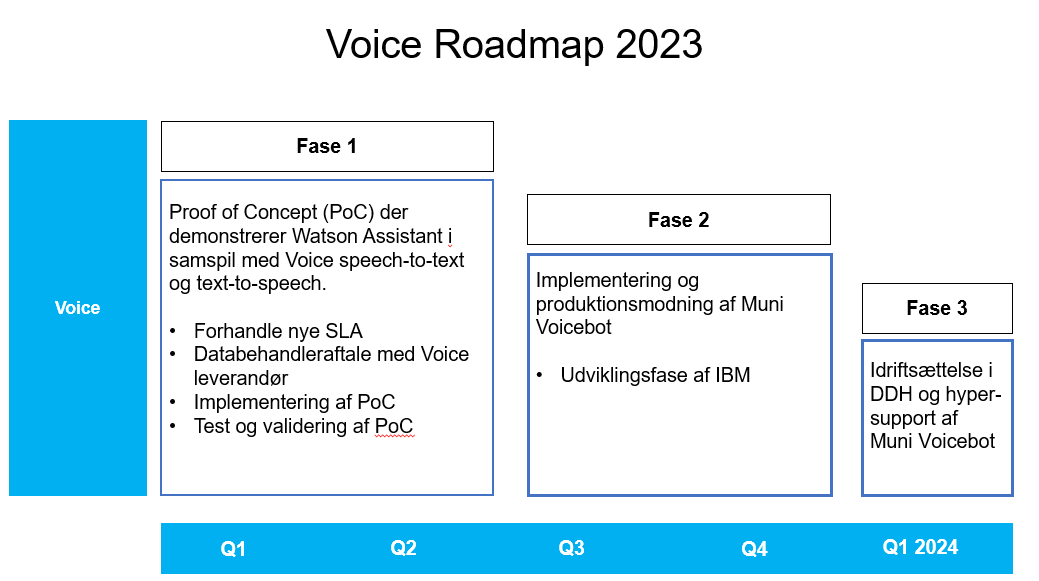 Voice Roadmap 2023
Voice
Fase 1
Proof of Concept (PoC) der
demonstrerer Watson Assistant i
samspil med Voice speech-to-text
og text-to-speech.
• Forhandle nye SLA
• Databehandleraftale med Voice
leverandør
• Implementering af PoC
• Test og validering af PoC
Fase 2
Implementering og
produktionsmodning af Muni
Voicebot
• Udviklingsfase af IBM
Fase 3
Idriftsættelse i
DDH og hyper-
support af
Muni Voicebot
Q1 Q2 Q3 Q4 Q1 2024